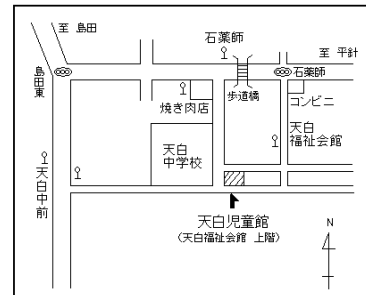 至 島田
石薬師
至 平針
島田東
石薬師
焼き肉店
歩道橋
コンビニ
天白
中学校
天白
福祉会館
天白中前
天白児童館
(天白福祉会館 上階)
N